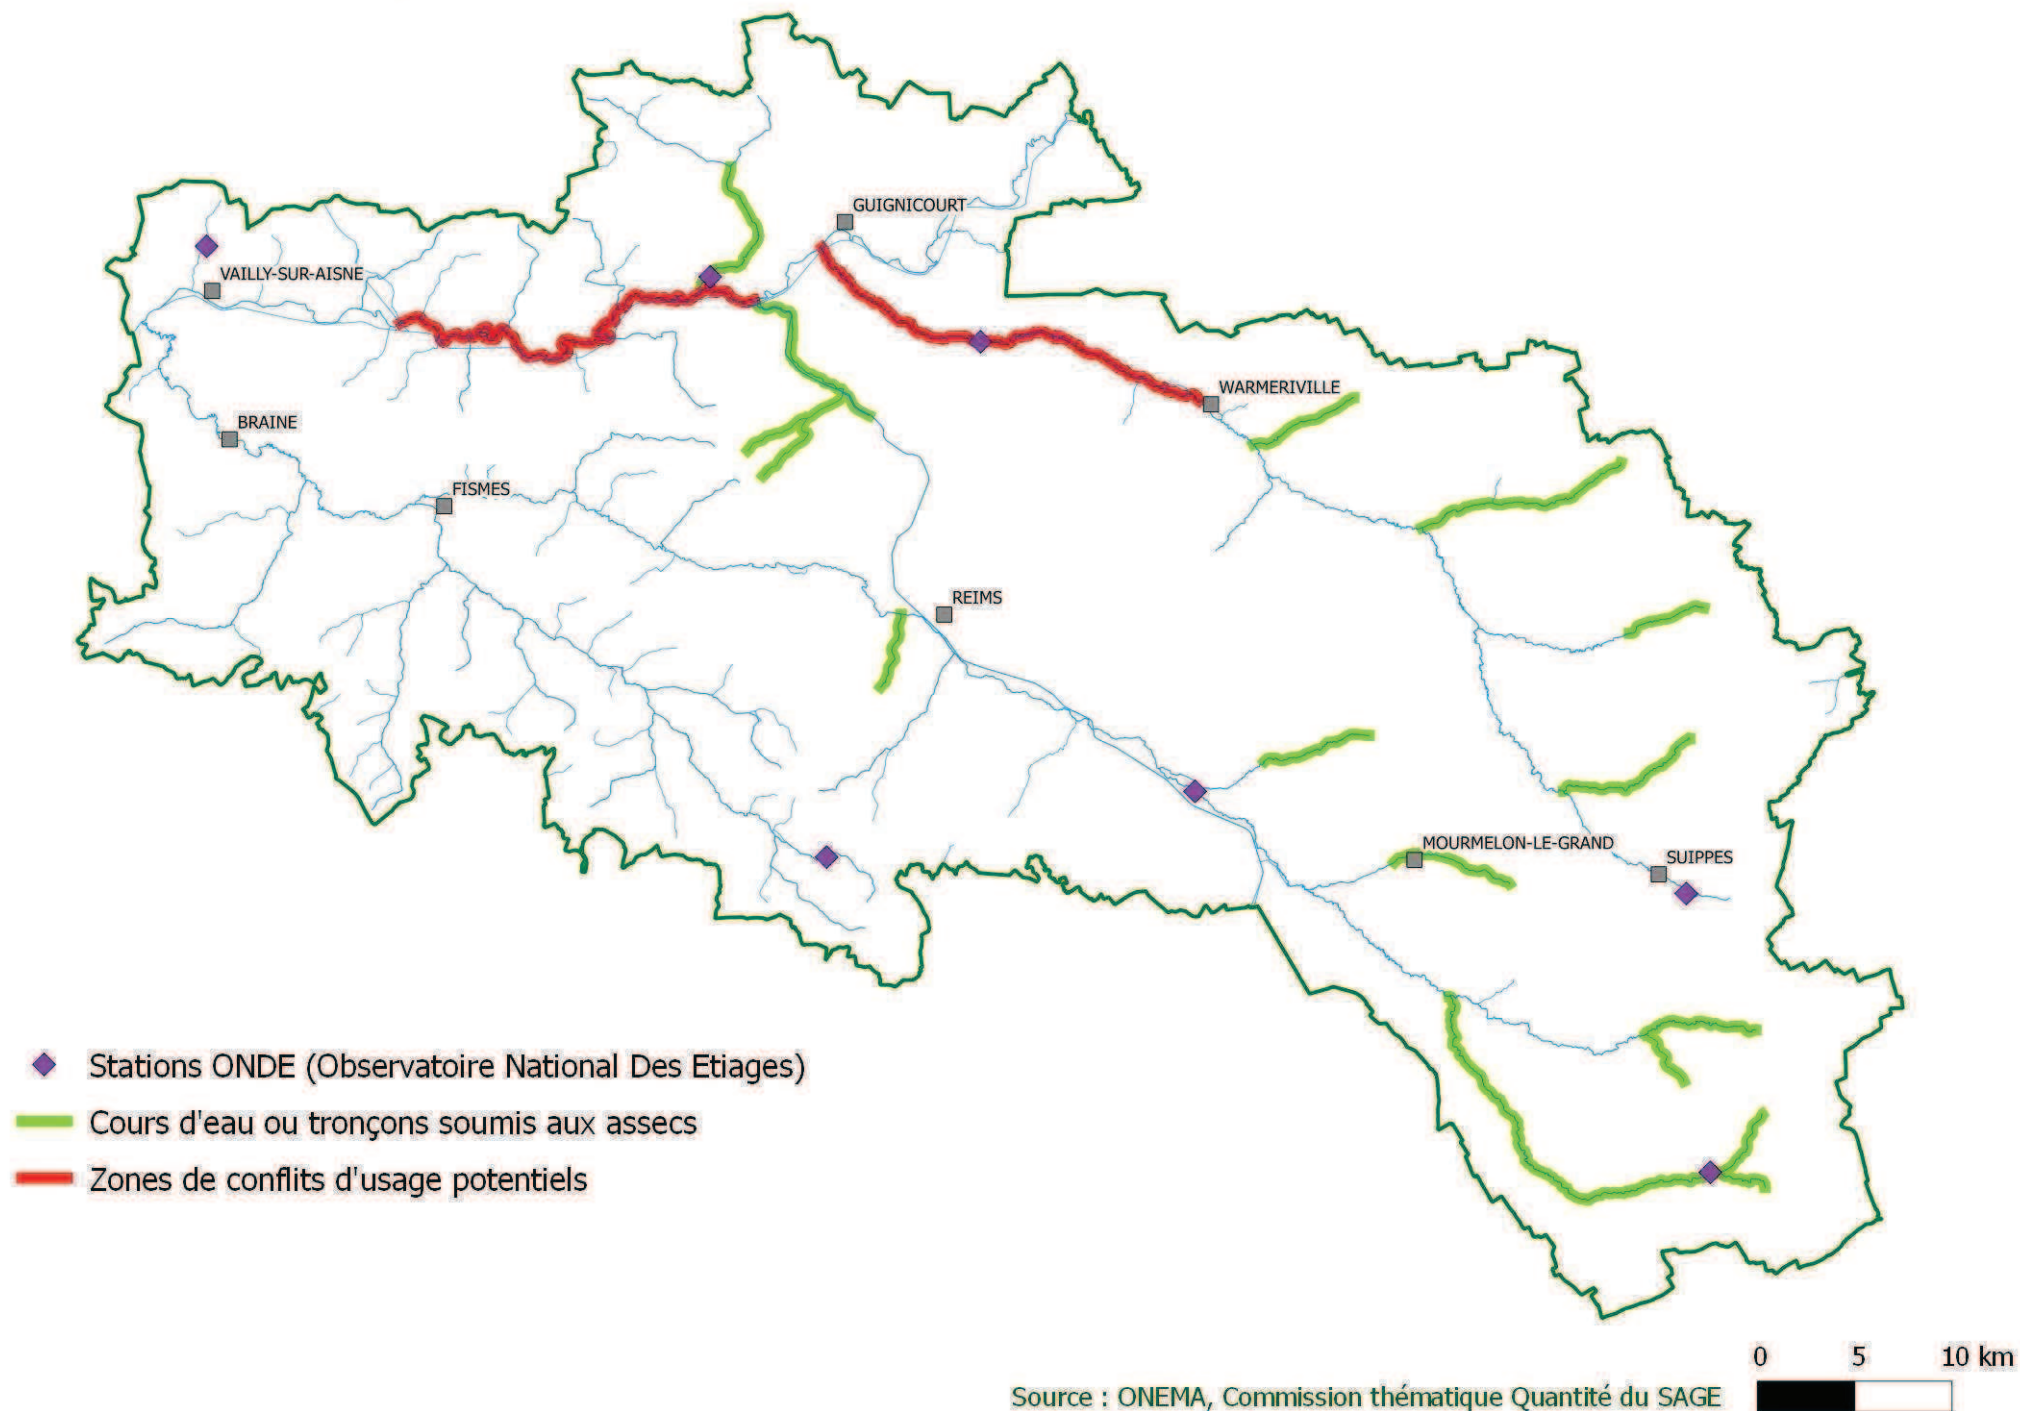 GUIGNICOURT
VAILLY-SUR-AISNE
WARMERIVILLE
BRAINE
FISMES
REIMS
MOURMELON-LE-GRAND
SUIPPES
Stations ONDE (Observatoire National Des Etiages)
Cours d'eau ou tronçons soumis aux assecs
Zones de conflits d'usage potentiels
0 5 10 km
Source : ONEMA, Commission thématique Quantité du SAGE